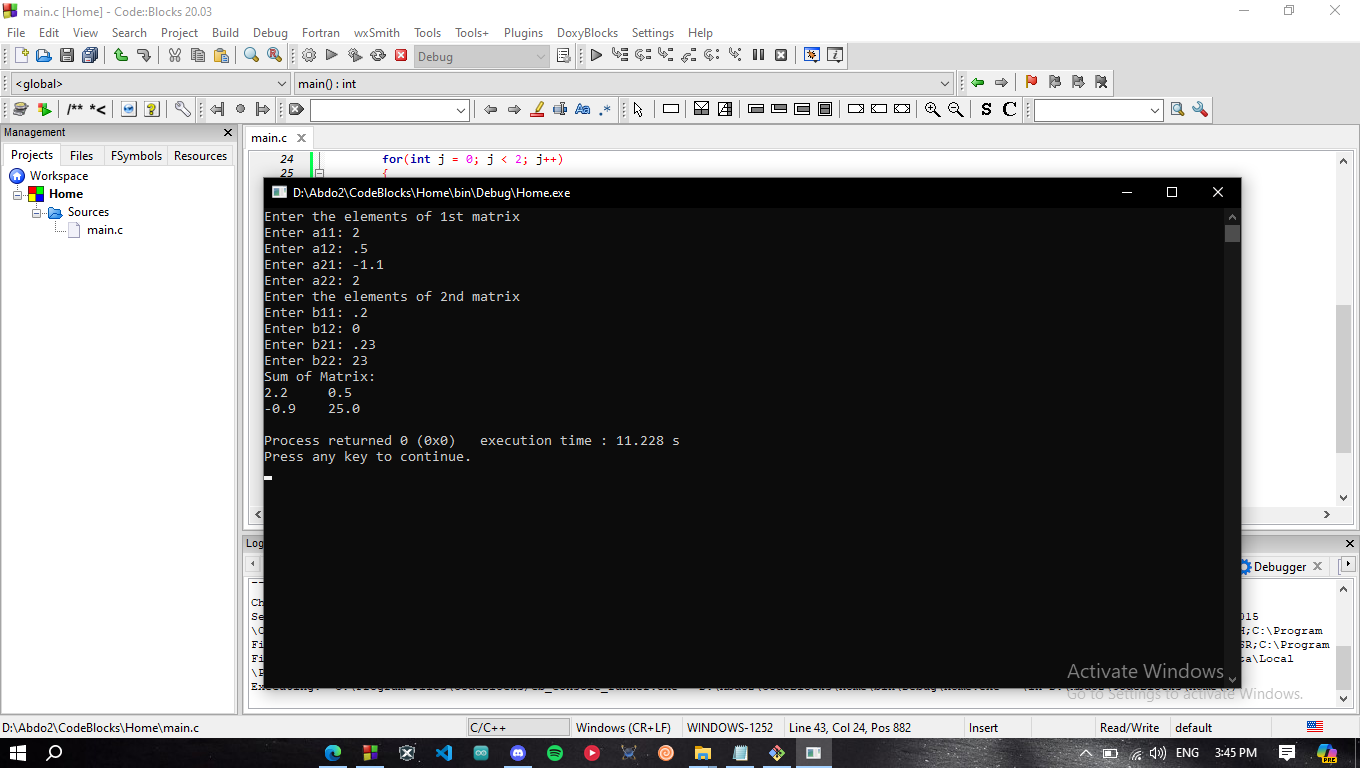 main.c [Home] - Code::Blocks 20.03
File Edit View Search Project Build Debug Fortran wxSmith Tools Tools+ Plugins DoxyBlocks Settings Help
Debug
<global> main() : int
/** *< Aa .* S C
Management
Projects Files FSymbols Resources
Workspace
Home
Sources
main.c
main.c
24 for(int j = 0; j < 2; j++)
25 {
D:\Abdo2\CodeBlocks\Home\bin\Debug\Home.exe
Enter the elements of 1st matrix
Enter a11: 2
Enter a12: .5
Enter a21: -1.1
Enter a22: 2
Enter the elements of 2nd matrix
Enter b11: .2
Enter b12: 0
Enter b21: .23
Enter b22: 23
Sum of Matrix:
2.2 0.5
-0.9 25.0
Process returned 0 (0x0) execution time : 11.228 s
Press any key to continue.
Debugger
C:\Program
C:\Program
\Local
Activate Windows
Go to Settings to activate Windows.
D:\Abdo2\CodeBlocks\Home\main.c C/C++ Windows (CR+LF) WINDOWS-1252 Line 43, Col 24, Pos 882 Insert Read/Write default
ENG 3:45 PM
PRE